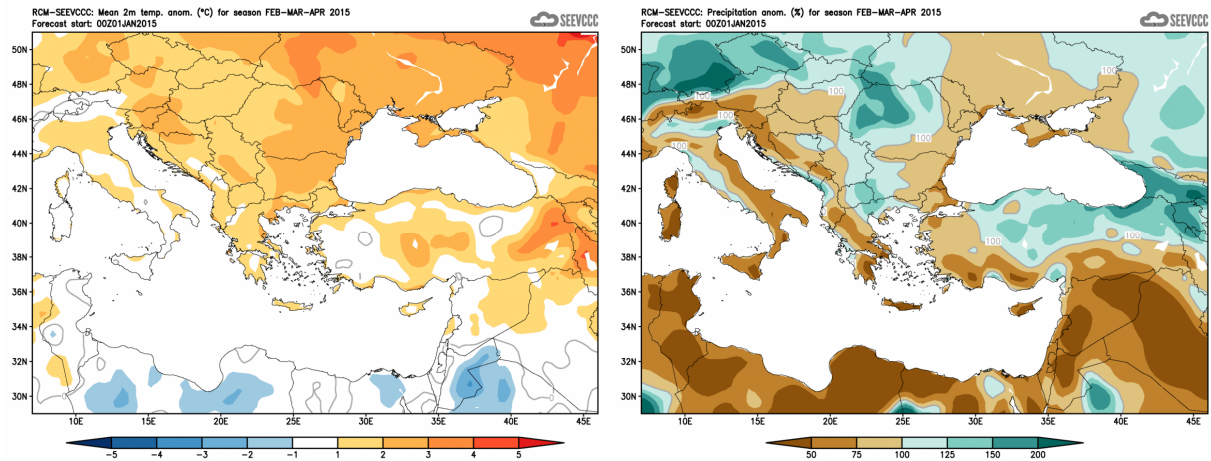 RCM-SEEVCCC: Mean 2m temp. anom. (°C) for season FEB-MAR-APR 2015
Forecast start: 00Z01JAN2015
SEEVCCC
50N
48N
46N
44N
42N
40N
38N
36N
34N
32N
30N
10E 15E 20E 25E 30E 35E 40E 45E
-5 -4 -3 -2 -1 1 2 3 4 5
RCM-SEEVCCC: Precipitation anom. (%) for season FEB-MAR-APR 2015
Forecast start: 00Z01JAN2015
SEEVCCC
50N
48N
46N
44N
42N
40N
38N
36N
34N
32N
30N
100
100
100
100
100
100
100
100
10E 15E 20E 25E 30E 35E 40E 45E
50 75 100 125 150 200